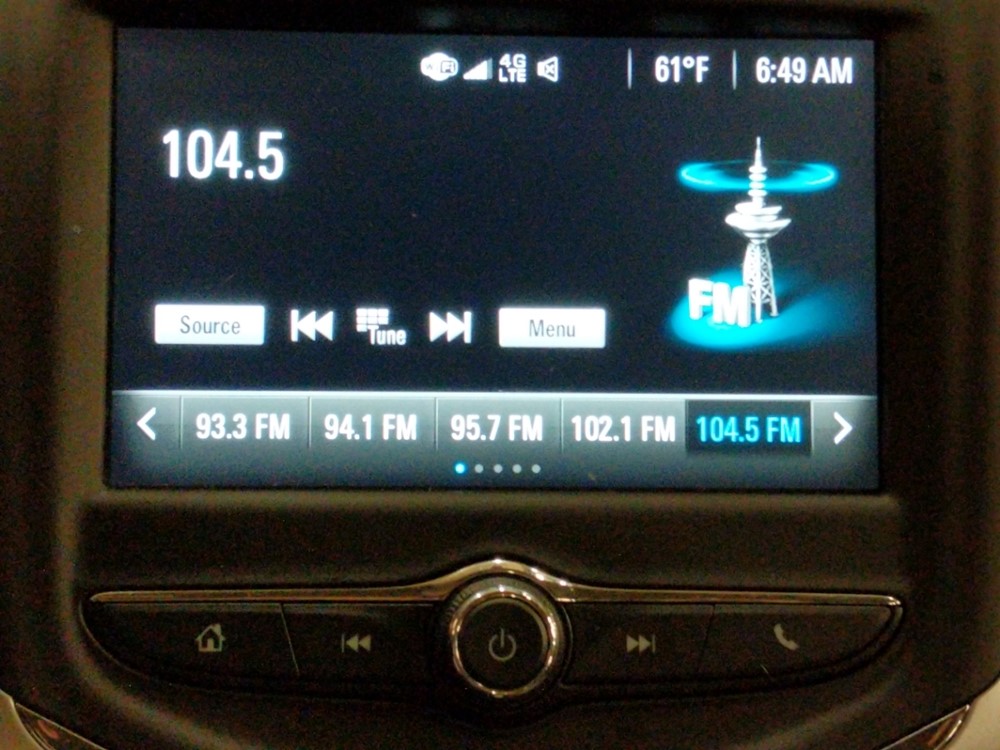 4G LTE 61°F 6:49 AM
104.5
FM
Source Tune Menu
93.3 FM 94.1 FM 95.7 FM 102.1 FM 104.5 FM